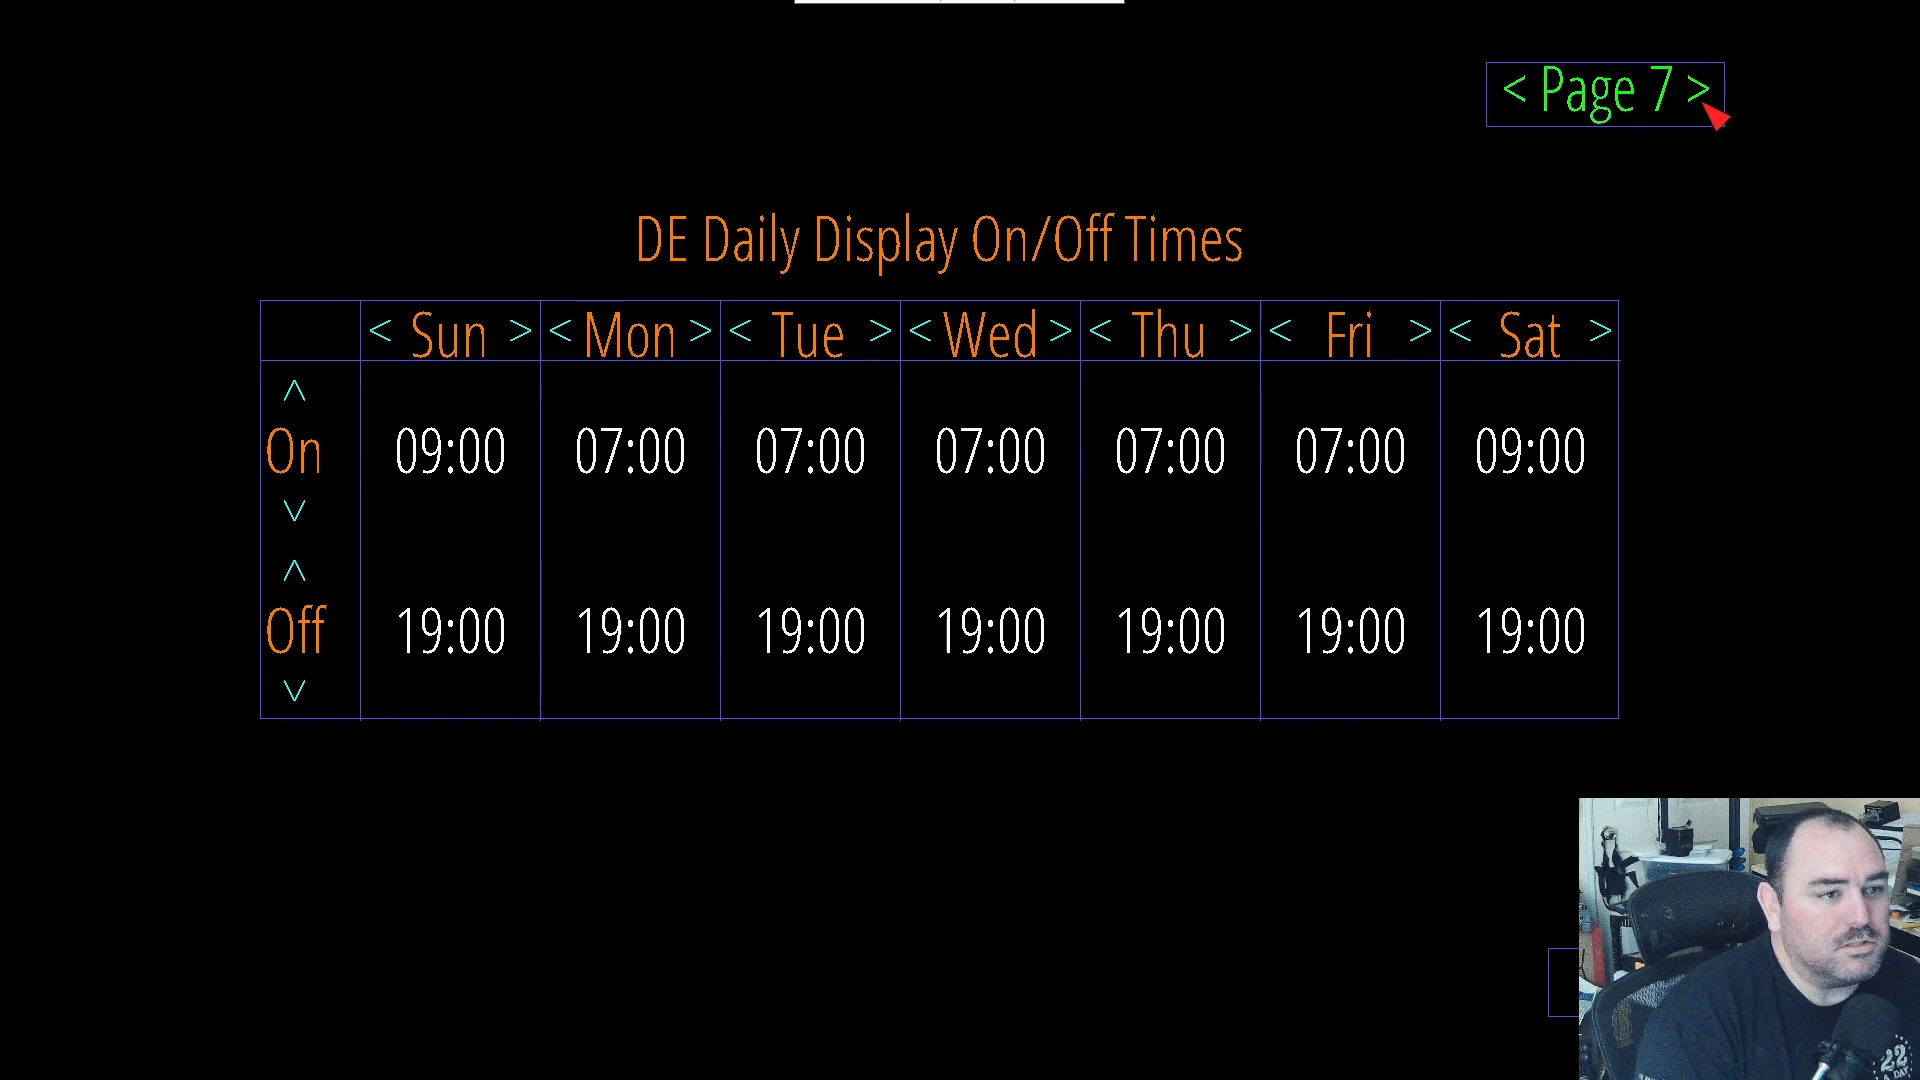 < Page 7 >
DE Daily Display On/Off Times
< Sun > < Mon > < Tue > < Wed > < Thu > < Fri > < Sat >
^
On 09:00 07:00 07:00 07:00 07:00 07:00 09:00
v
^
Off 19:00 19:00 19:00 19:00 19:00 19:00 19:00
v
22
A DAY